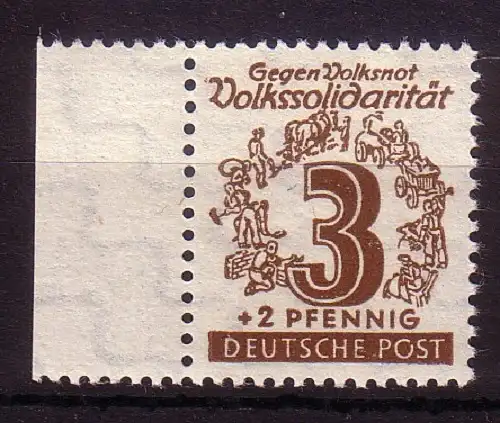 Gegen Volksnot
Volkssolidarität
3
+2 PFENNIG
DEUTSCHE POST